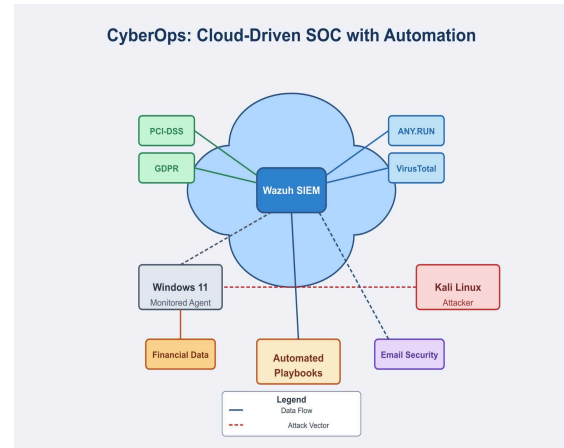 CyberOps: Cloud-Driven SOC with Automation
PCI-DSS
ANY.RUN
GDPR
VirusTotal
Wazuh SIEM
Windows 11
Monitored Agent
Kali Linux
Attacker
Financial Data
Automated
Playbooks
Email Security
Legend
Data Flow
Attack Vector